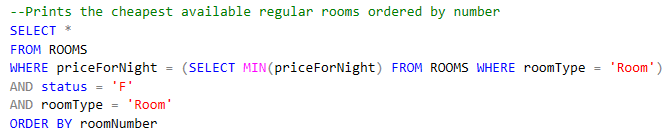 --Prints the cheapest available regular rooms ordered by number
SELECT *
FROM ROOMS
WHERE priceForNight = (SELECT MIN(priceForNight) FROM ROOMS WHERE roomType = 'Room')
AND status = 'F'
AND roomType = 'Room'
ORDER BY roomNumber